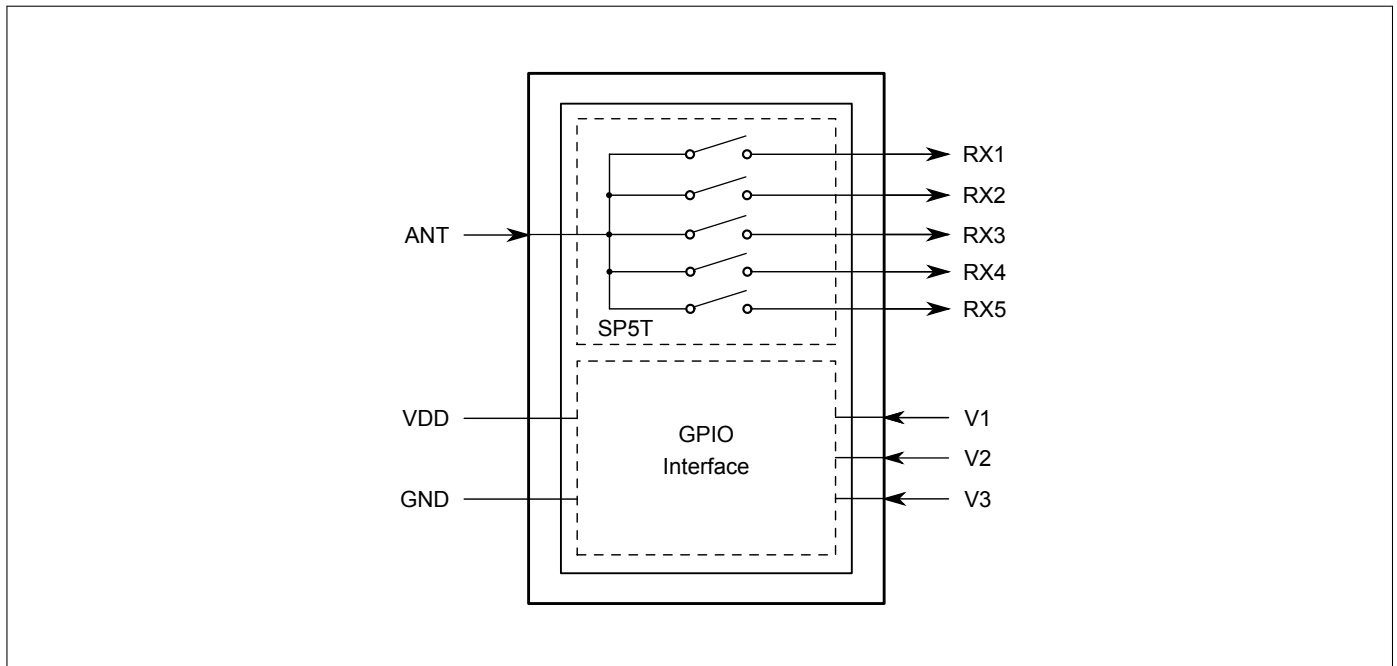 RX1
RX2
ANT
RX3
RX4
RX5
SP5T
VDD
GPIO
Interface
V1
V2
GND
V3